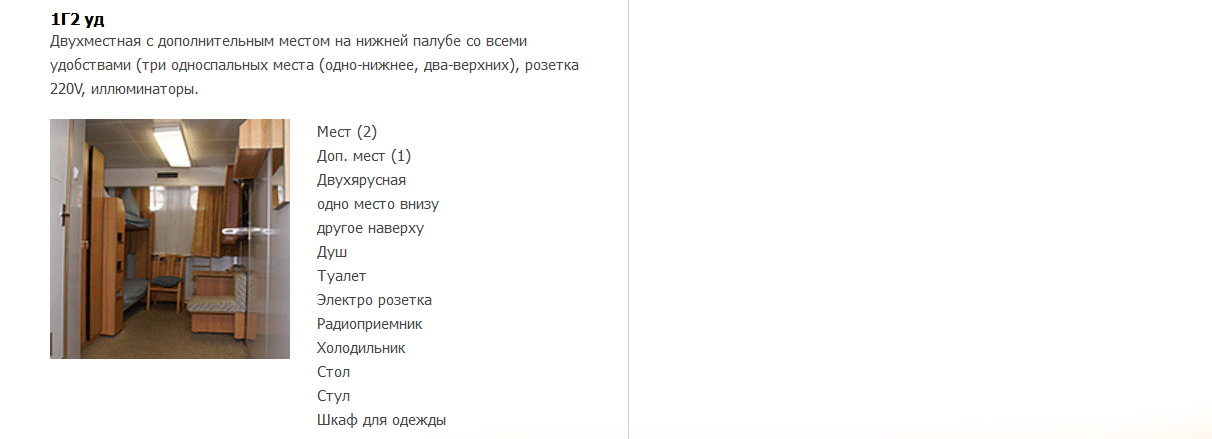 1Г2 уд
Двухместная с дополнительным местом на нижней палубе со всеми
удобствами (три односпальных места (одно-нижнее, два-верхних), розетка
220V, иллюминаторы.
Мест (2)
Доп. мест (1)
Двухярусная
одно место внизу
другое наверху
Душ
Туалет
Электро розетка
Радиоприемник
Холодильник
Стол
Стул
Шкаф для одежды